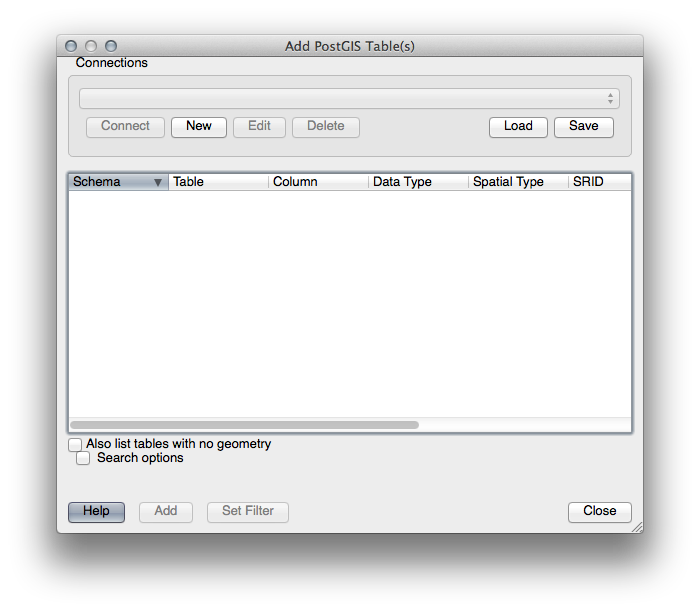 Add PostGIS Table(s)
Connections
Connect New Edit Delete Load Save
Schema Table Column Data Type Spatial Type SRID
Also list tables with no geometry
Search options
Help Add Set Filter Close